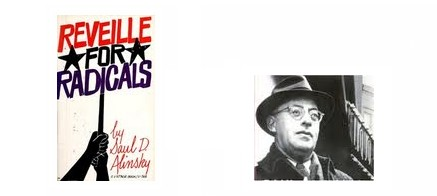 REVEILLE
FOR
RADICALS
by
Saul D.
Alinsky